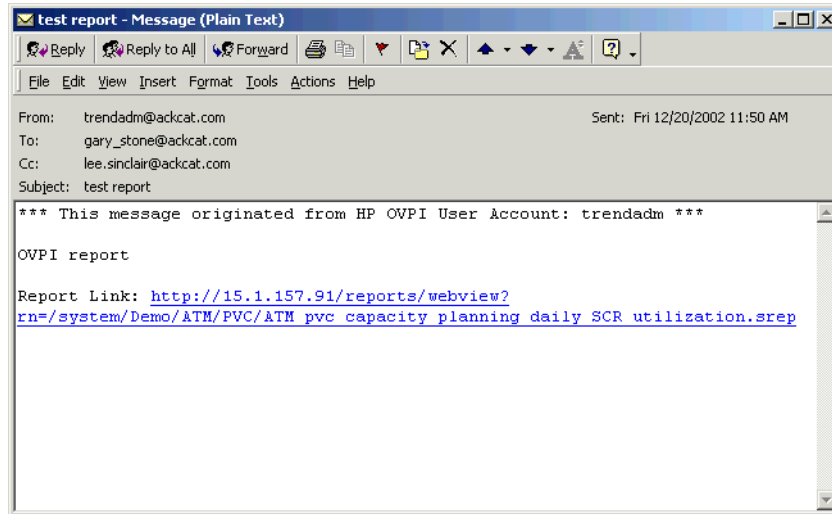 test report - Message (Plain Text)
Reply Reply to All Forward
File Edit View Insert Format Tools Actions Help
From: trendadm@ackcat.com Sent: Fri 12/20/2002 11:50 AM
To: gary_stone@ackcat.com
Cc: lee.sinclair@ackcat.com
Subject: test report
*** This message originated from HP OVPI User Account: trendadm ***
OVPI report
Report Link: http://15.1.157.91/reports/webview?
rn=/system/Demo/ATM/PVC/ATM pvc capacity planning daily SCR utilization.srep